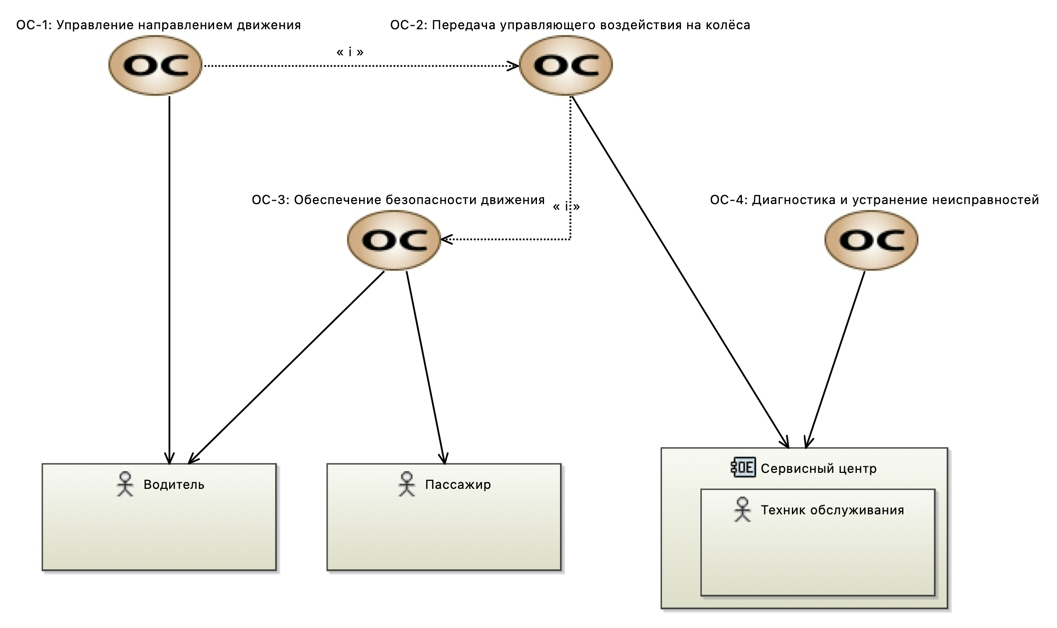 ОС-1: Управление направлением движения
ОС-2: Передача управляющего воздействия на колёса
« i »
OC
OC
ОС-3: Обеспечение безопасности движения
« i »
ОС-4: Диагностика и устранение неисправностей
OC
OC
Водитель
Пассажир
OE
Сервисный центр
Техник обслуживания